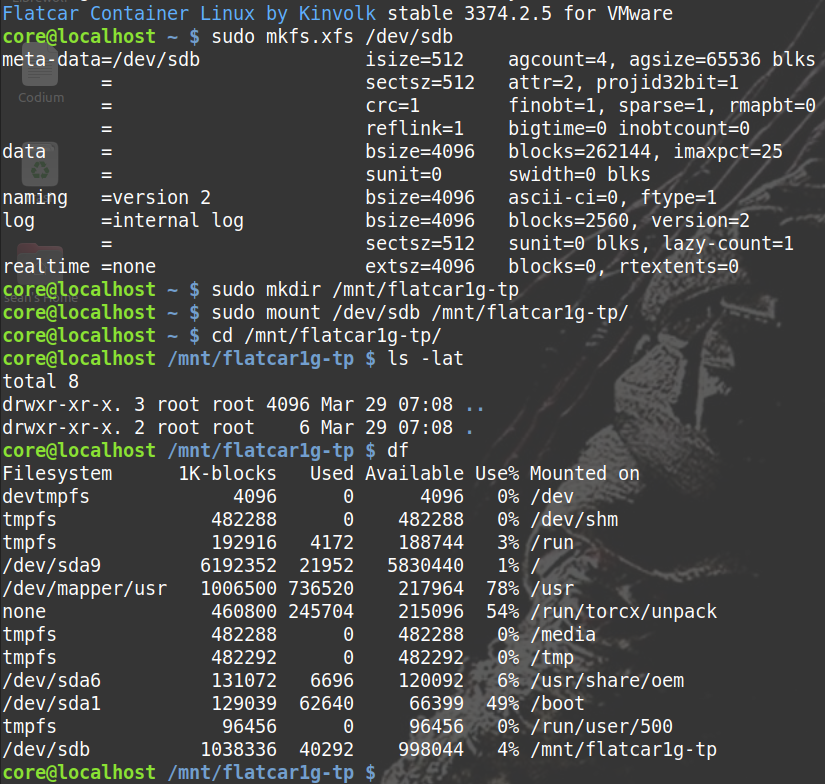 Flatcar Container Linux by Kinvolk stable 3374.2.5 for VMware
core@localhost ~ $ sudo mkfs.xfs /dev/sdb
meta-data=/dev/sdb               isize=512    agcount=4, agsize=65536 blks
         =                       sectsz=512   attr=2, projid32bit=1
         =                       crc=1        finobt=1, sparse=1, rmapbt=0
         =                       reflink=1    bigtime=0 inobtcount=0
data     =                       bsize=4096   blocks=262144, imaxpct=25
         =                       sunit=0      swidth=0 blks
naming   =version 2              bsize=4096   ascii-ci=0, ftype=1
log      =internal log           bsize=4096   blocks=2560, version=2
         =                       sectsz=512   sunit=0 blks, lazy-count=1
realtime =none                   extsz=4096   blocks=0, rtextents=0
core@localhost ~ $ sudo mkdir /mnt/flatcar1g-tp
core@localhost ~ $ sudo mount /dev/sdb /mnt/flatcar1g-tp/
core@localhost ~ $ cd /mnt/flatcar1g-tp/
core@localhost /mnt/flatcar1g-tp $ ls -lat
total 8
drwxr-xr-x. 3 root root 4096 Mar 29 07:08 ..
drwxr-xr-x. 2 root root    6 Mar 29 07:08 .
core@localhost /mnt/flatcar1g-tp $ df
Filesystem      1K-blocks   Used Available Use% Mounted on
devtmpfs             4096      0      4096   0% /dev
tmpfs              482288      0    482288   0% /dev/shm
tmpfs              192916   4172    188744   3% /run
/dev/sda9         6192352  21952   5830440   1% /
/dev/mapper/usr   1006500 736520    217964  78% /usr
none               460800 245704    215096  54% /run/torcx/unpack
tmpfs              482288      0    482288   0% /media
tmpfs              482292      0    482292   0% /tmp
/dev/sda6          131072   6696    120092   6% /usr/share/oem
/dev/sda1          129039  62640     66399  49% /boot
tmpfs               96456      0     96456   0% /run/user/500
/dev/sdb          1038336  40292    998044   4% /mnt/flatcar1g-tp
core@localhost /mnt/flatcar1g-tp $
Codium
sean's Home